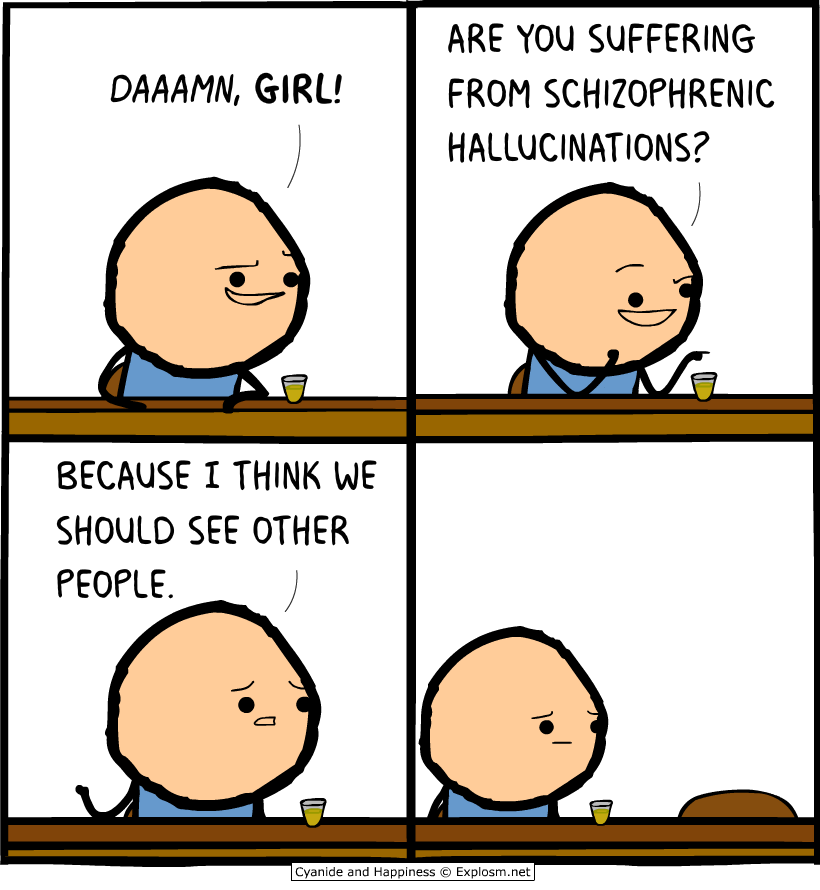 DAAAMN, GIRL!
ARE YOU SUFFERING
FROM SCHIZOPHRENIC
HALLUCINATIONS?
BECAUSE I THINK WE
SHOULD SEE OTHER
PEOPLE.
Cyanide and Happiness © Explosm.net